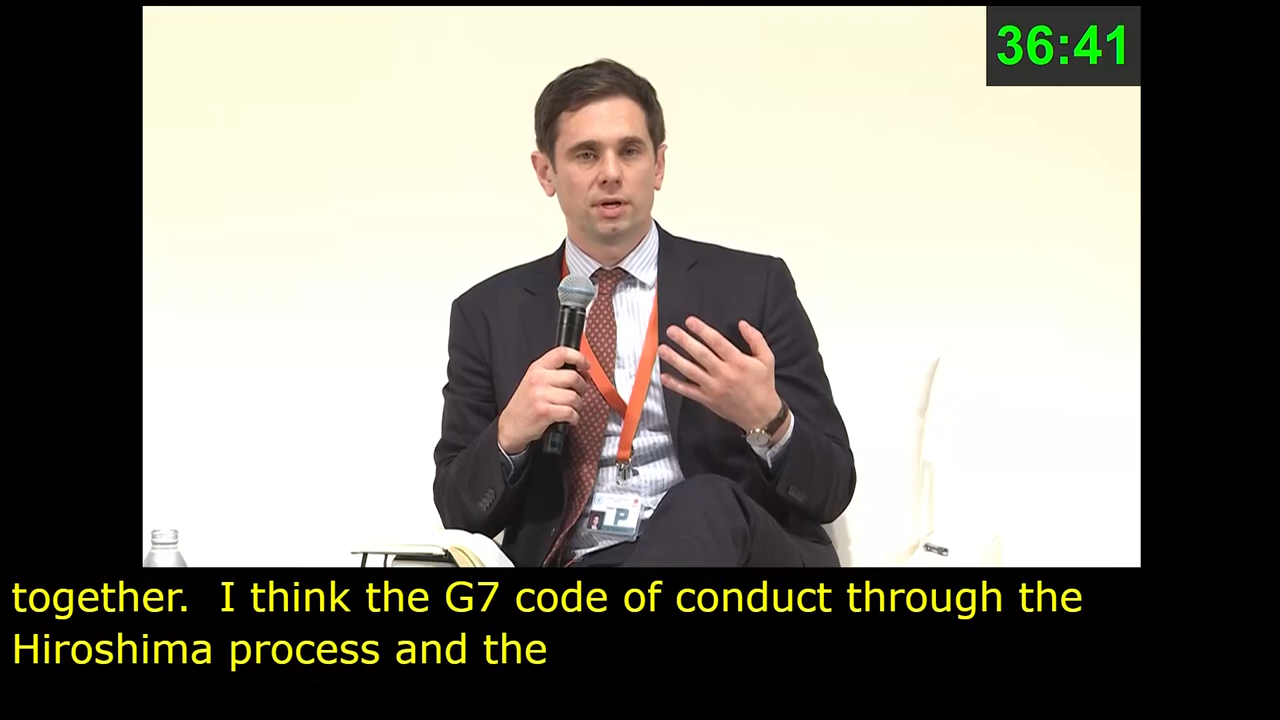 36:41
P
together.  I think the G7 code of conduct through the
Hiroshima process and the